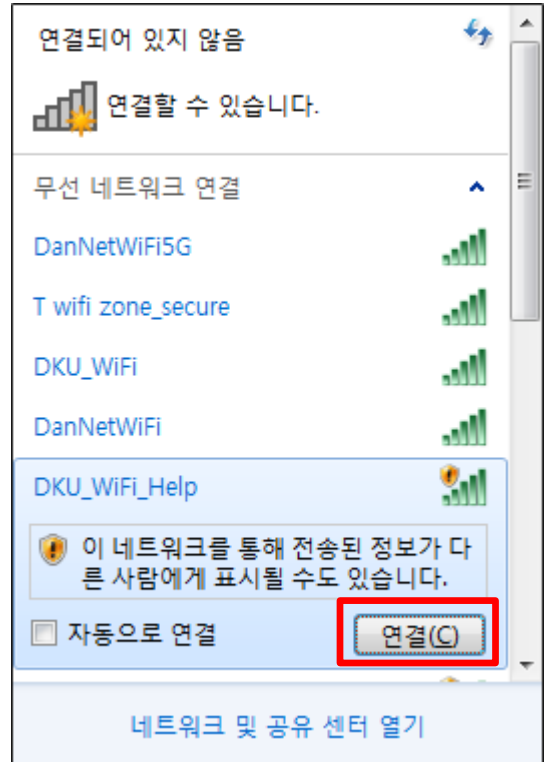 연결되어 있지 않음
연결할 수 있습니다.
무선 네트워크 연결
DanNetWiFi5G
T wifi zone_secure
DKU_WiFi
DanNetWiFi
DKU_WiFi_Help
이 네트워크를 통해 전송된 정보가 다
른 사람에게 표시될 수도 있습니다.
자동으로 연결
연결(C)
네트워크 및 공유 센터 열기